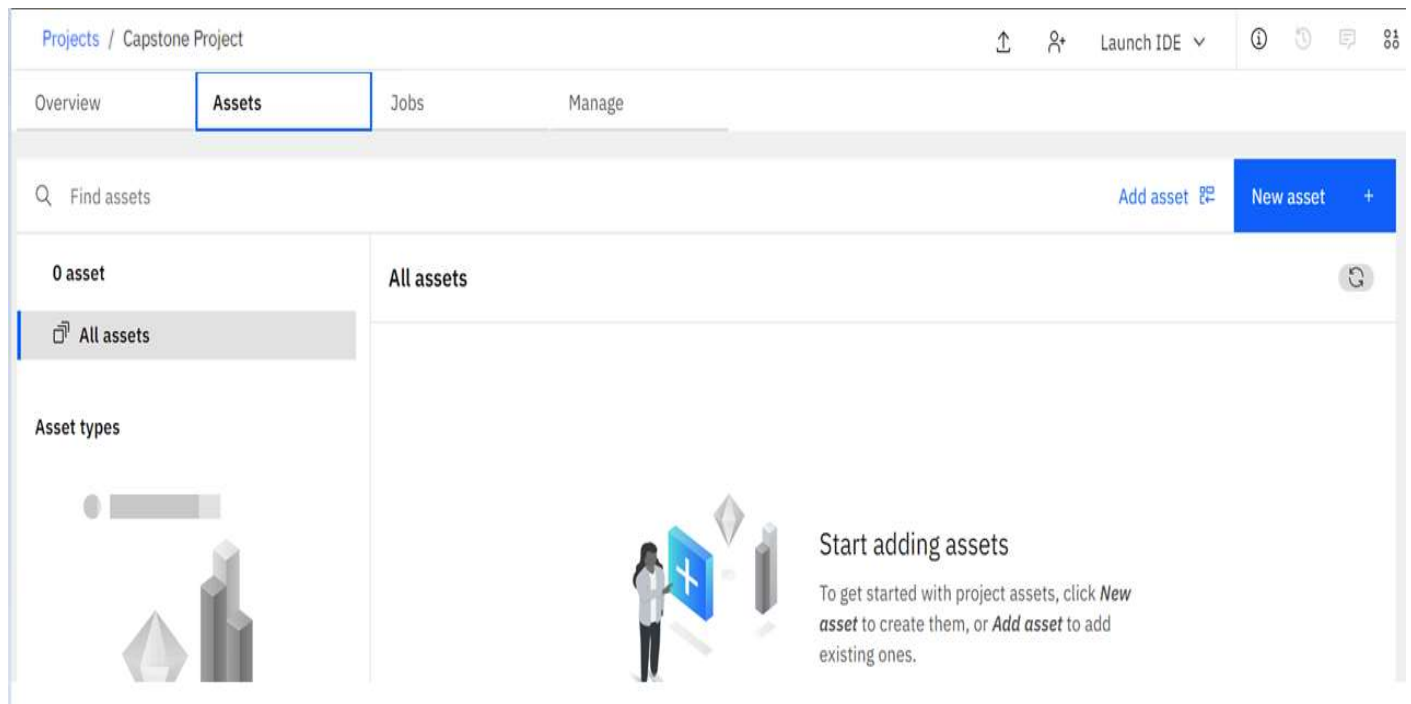 Projects / Capstone Project
Launch IDE
Overview
Assets
Jobs
Manage
Find assets
Add asset
New asset +
0 asset
All assets
All assets
Asset types
Start adding assets
To get started with project assets, click New
asset to create them, or Add asset to add
existing ones.